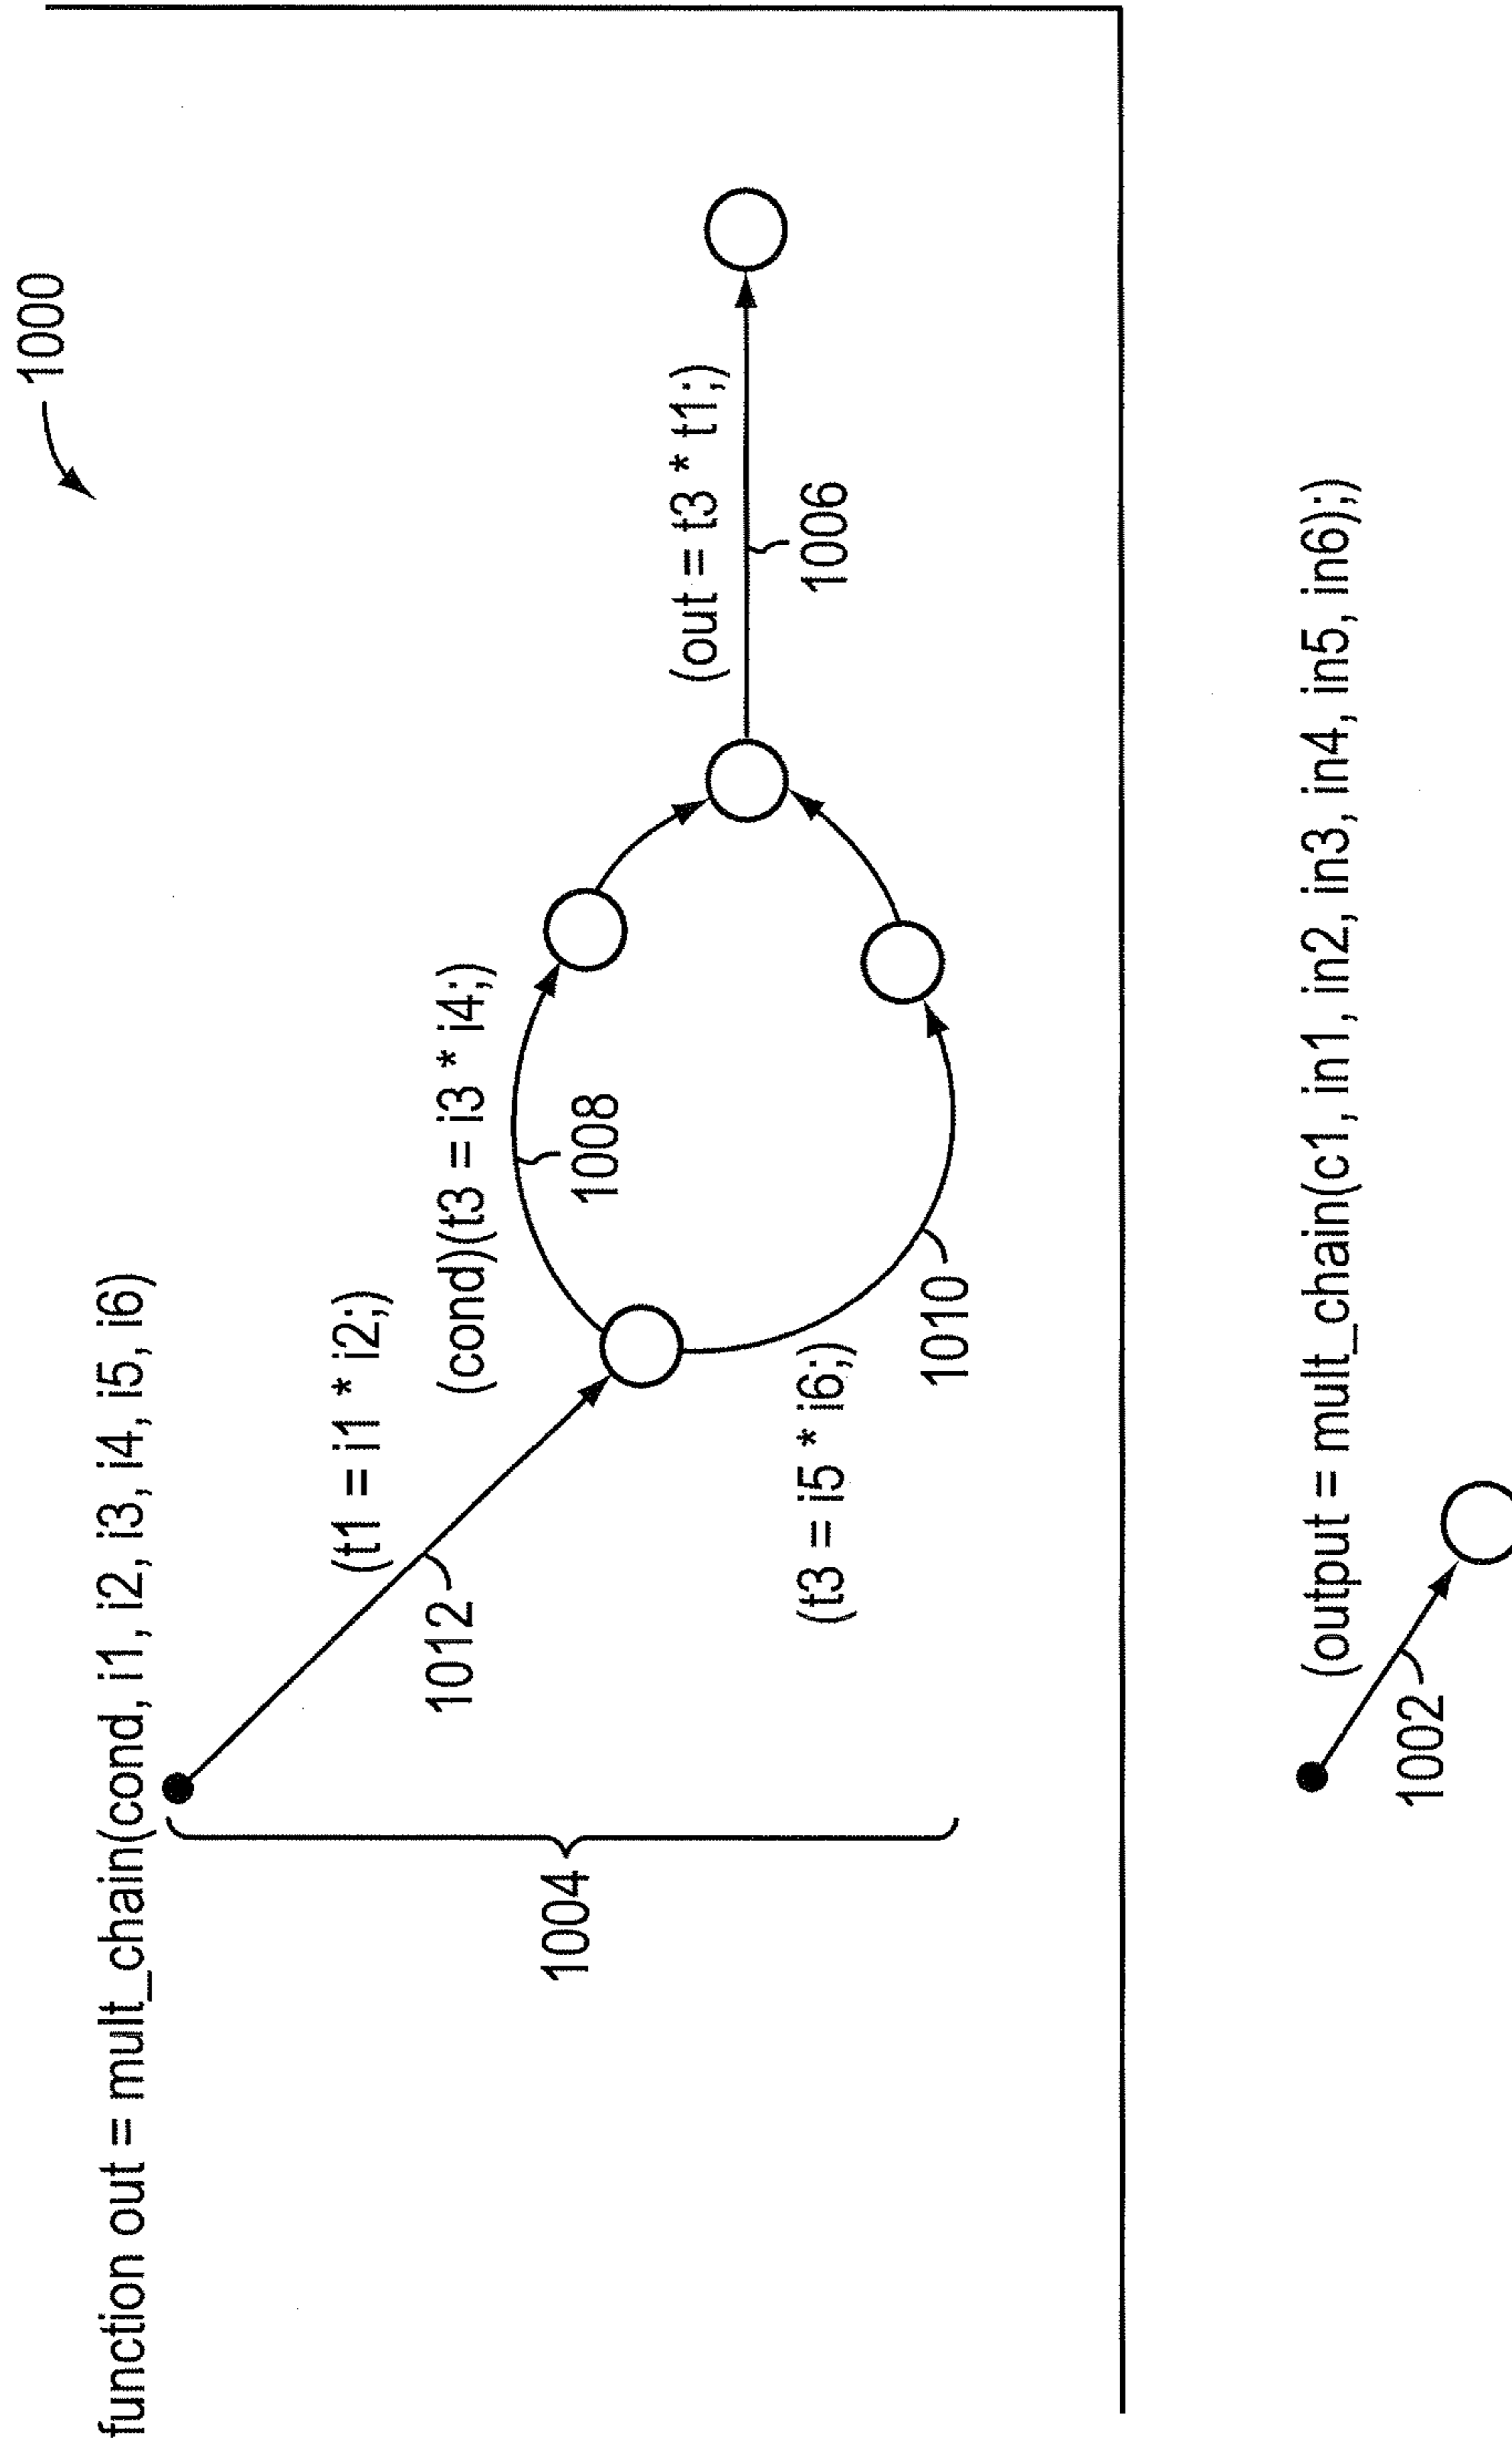 1000
function out = mult_chain(cond, i1, i2, i3, i4, i5, i6)
(t1 = i1 * i2;)
1012
(cond)(t3 = i3 * i4;)
1008
1004
(out = t3 * t1;)
1006
(t3 = i5 * i6;)
1010
(output = mult_chain(c1, in1, in2, in3, in4, in5, in6);)
1002